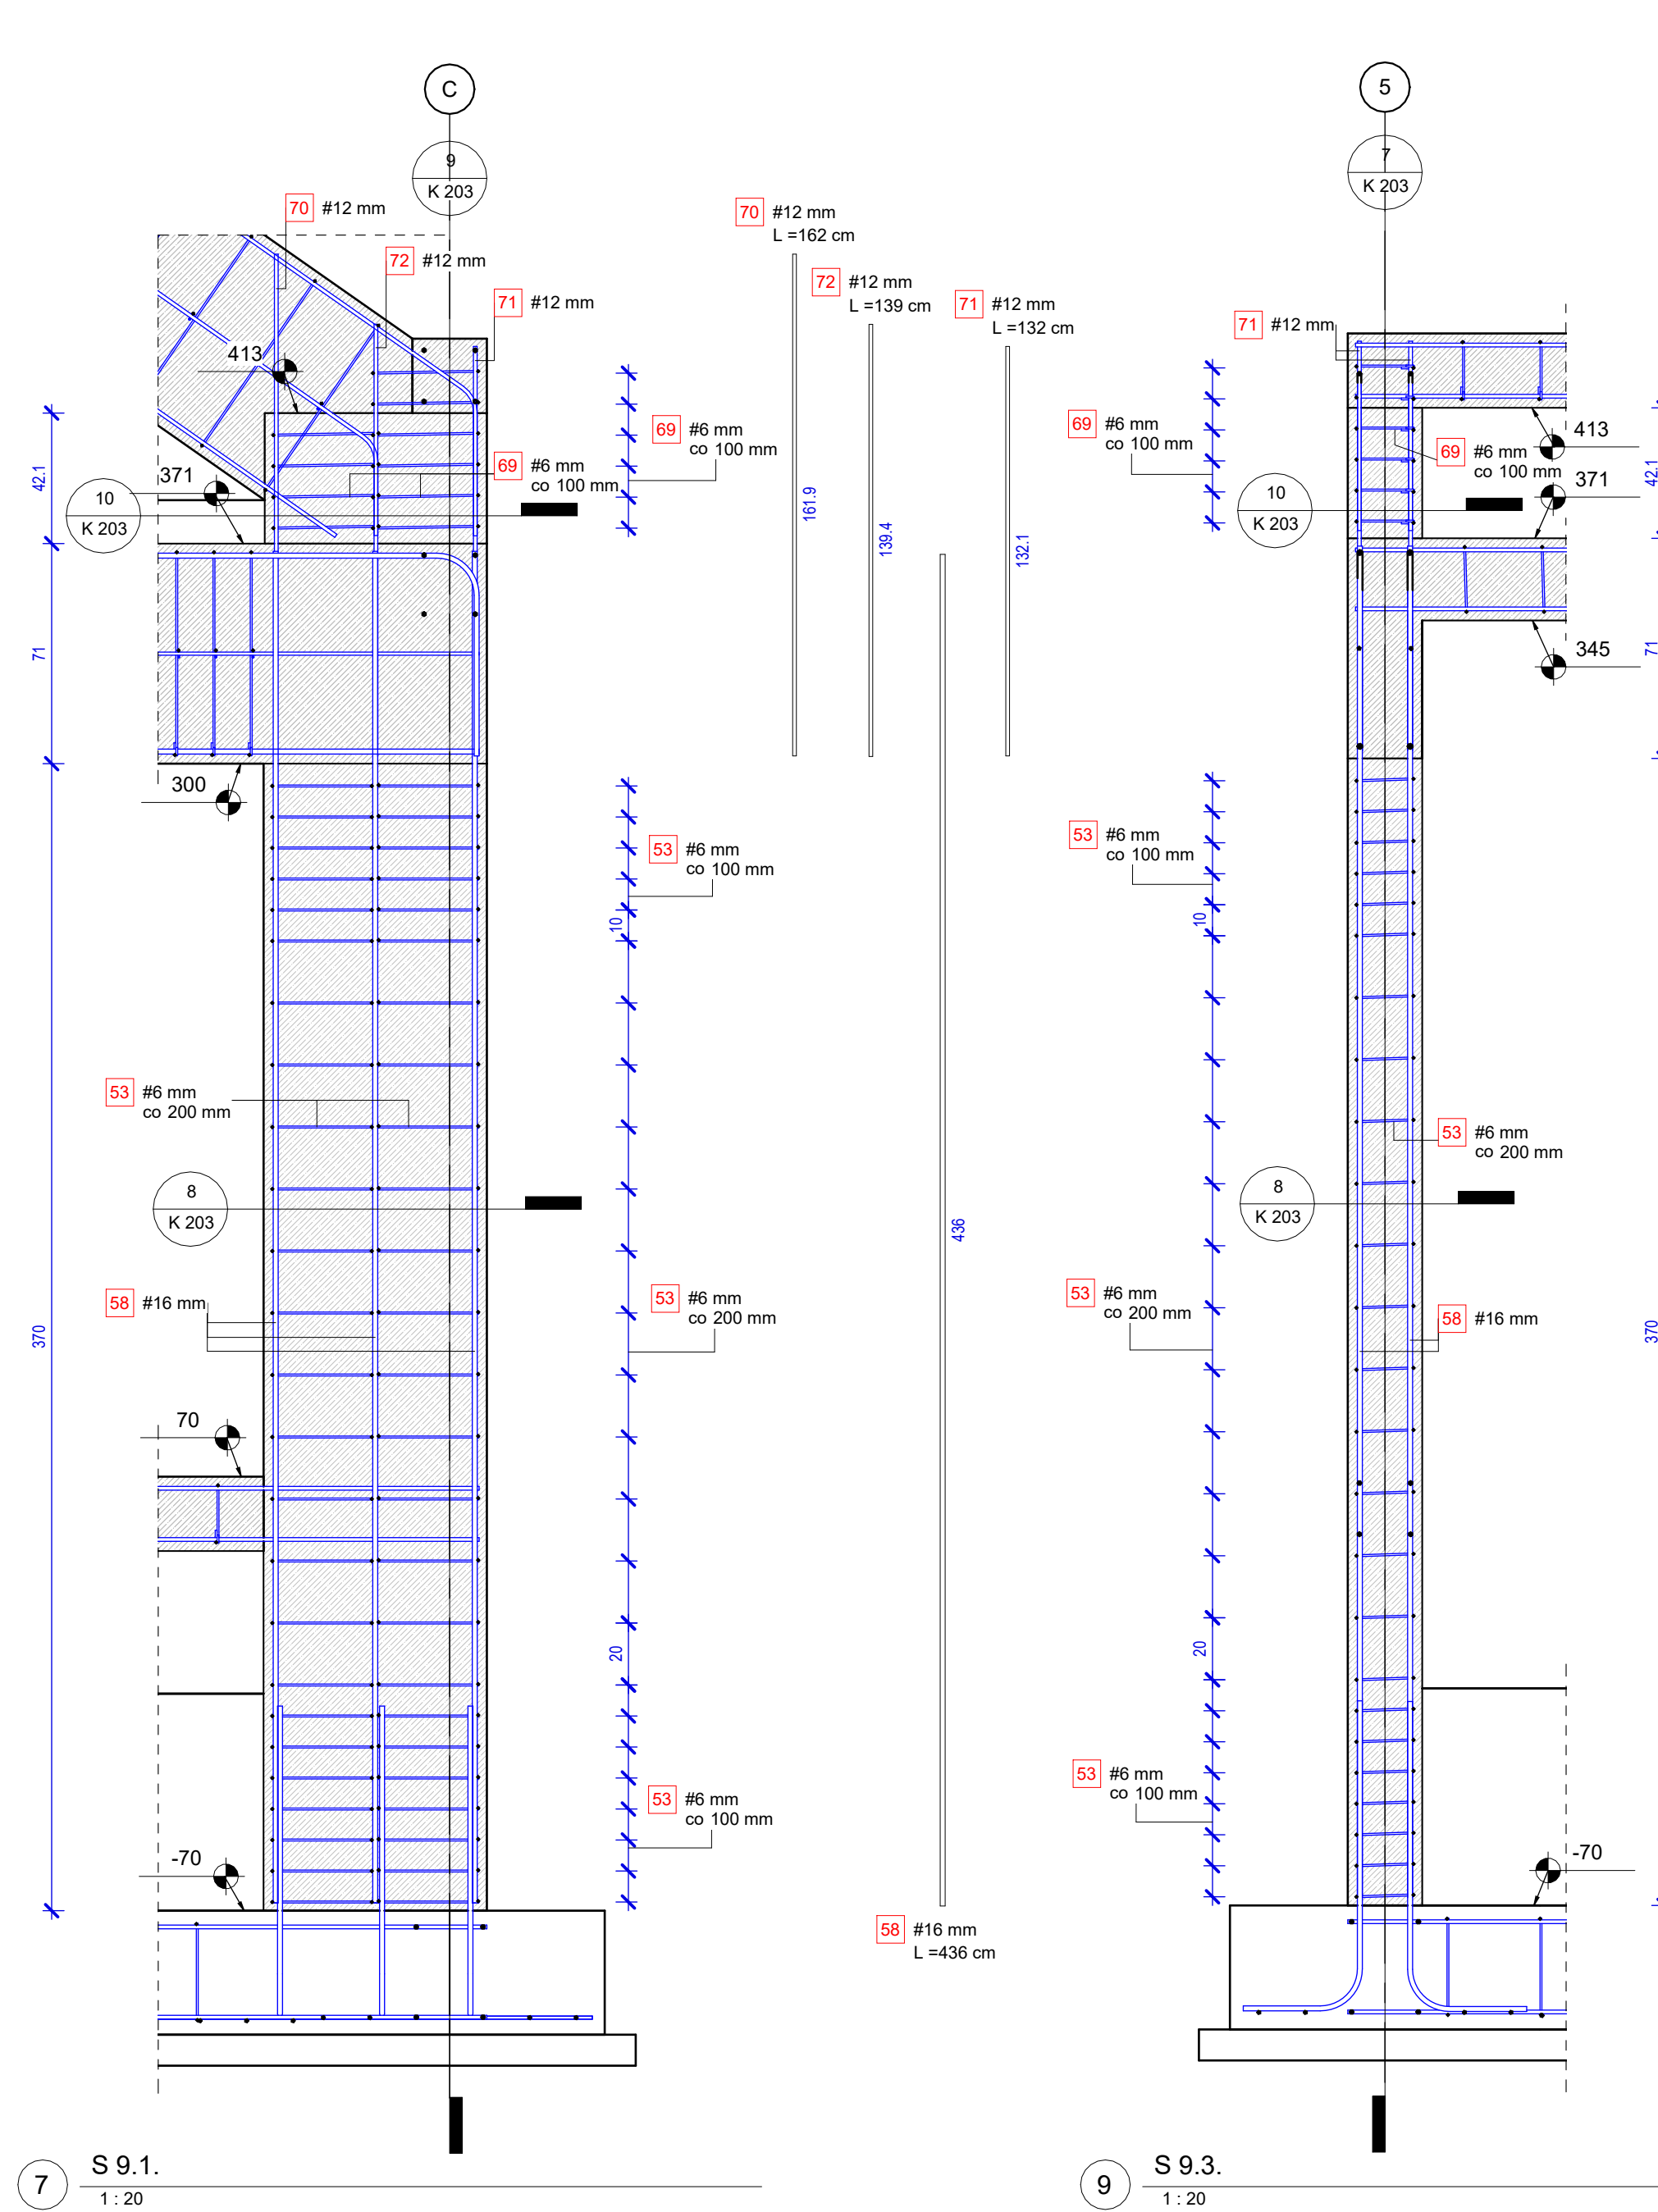 C
5
9
K 203
7
K 203
70 #12 mm
70 #12 mm
L =162 cm
72 #12 mm
72 #12 mm
L =139 cm
71 #12 mm
71 #12 mm
L =132 cm
71 #12 mm
413
69 #6 mm
co 100 mm
69 #6 mm
co 100 mm
69 #6 mm
co 100 mm
413
69 #6 mm
co 100 mm
42.1
371
10
K 203
161.9
139.4
132.1
10
K 203
371
42.1
71
345
71
300
53 #6 mm
co 100 mm
53 #6 mm
co 100 mm
10
10
53 #6 mm
co 200 mm
53 #6 mm
co 200 mm
8
K 203
436
8
K 203
58 #16 mm
53 #6 mm
co 200 mm
53 #6 mm
co 200 mm
58 #16 mm
370
370
70
20
20
53 #6 mm
co 100 mm
53 #6 mm
co 100 mm
-70
-70
58 #16 mm
L =436 cm
7
S 9.1.
1 : 20
9
S 9.3.
1 : 20